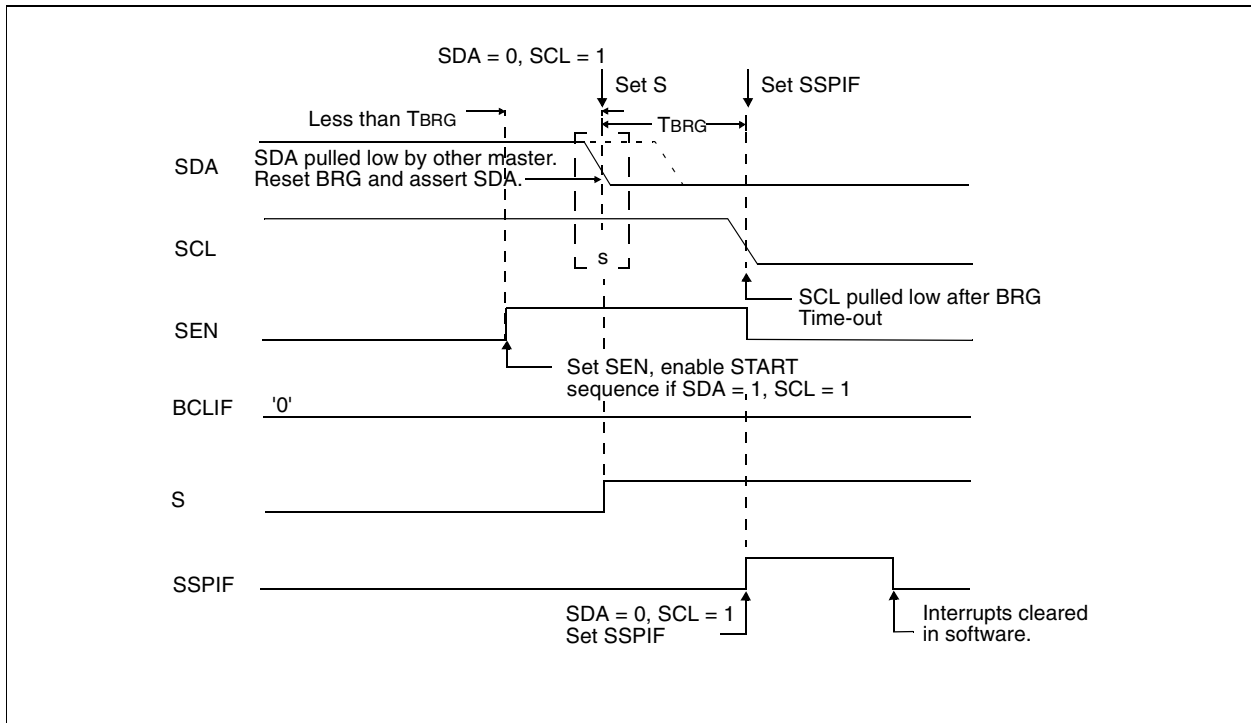 SDA = 0, SCL = 1
Set S
Set SSPIF
Less than TBRG
TBRG
SDA
SDA pulled low by other master.
Reset BRG and assert SDA.
SCL
s
SCL pulled low after BRG
Time-out
SEN
Set SEN, enable START
sequence if SDA = 1, SCL = 1
BCLIF
'0'
S
SSPIF
SDA = 0, SCL = 1
Set SSPIF
Interrupts cleared
in software.